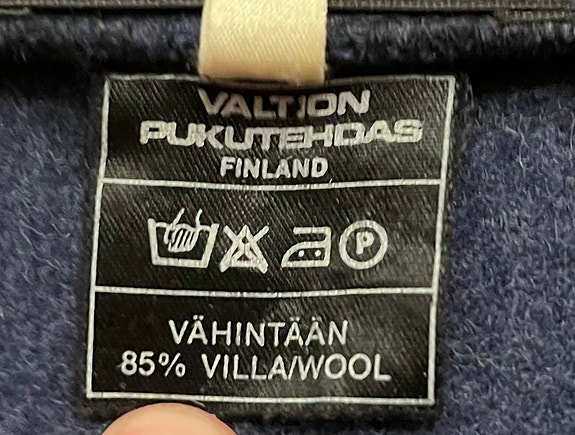 VALTION
PUKUTEHDAS
FINLAND
P
VÄHINTÄÄN
85% VILLA/WOOL